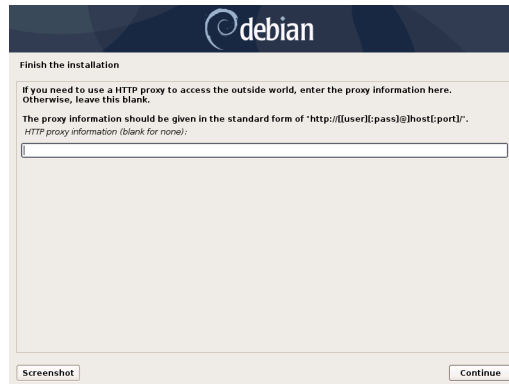 debian
Finish the installation
If you need to use a HTTP proxy to access the outside world, enter the proxy information here.
Otherwise, leave this blank.
The proxy information should be given in the standard form of "http://[[user][:pass]@]host[:port]/".
HTTP proxy information (blank for none):
Screenshot
Continue